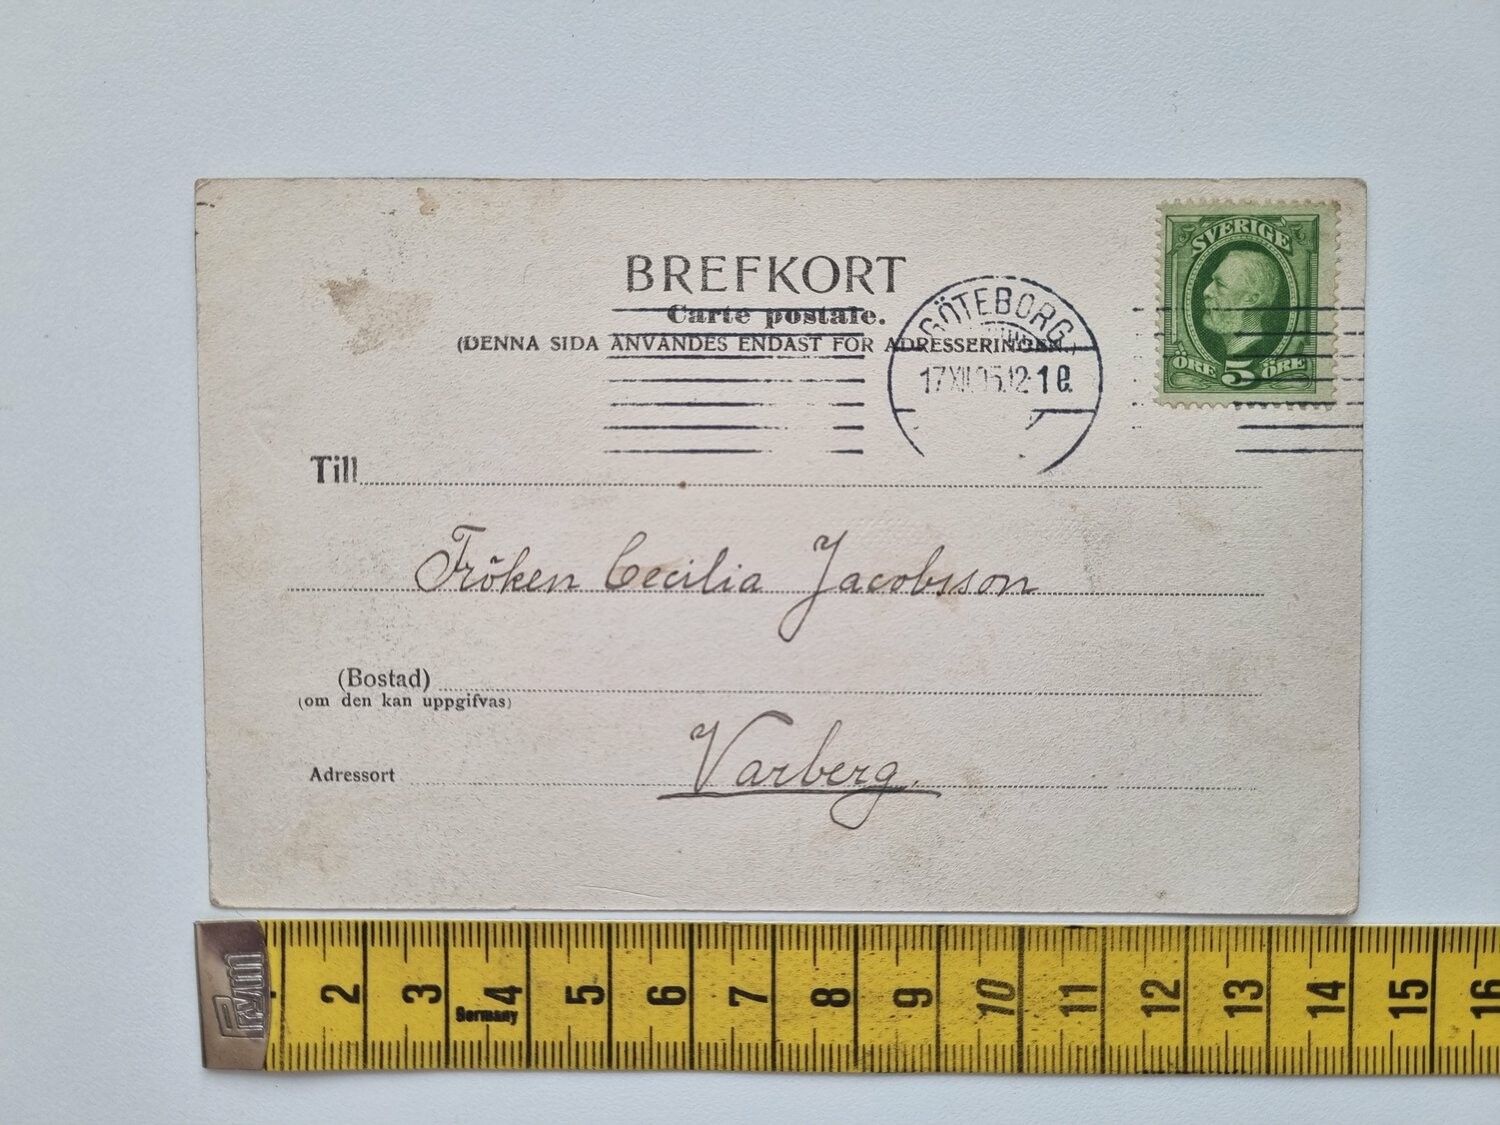 BREFKORT
Carte postale.
(DENNA SIDA ANVÄNDES ENDAST FÖR ADRESSERINGEN.)
SVERIGE
ÖRE 5 ÖRE
GÖTEBORG
17 XII 05 12-1 e.
Till
Fröken Cecilia Jacobsson
(Bostad)
(om den kan uppgifvas)
Adressort
Varberg.
Prym
2 3 4 5 6 7 8 9 10 11 12 13 14 15 16
Germany